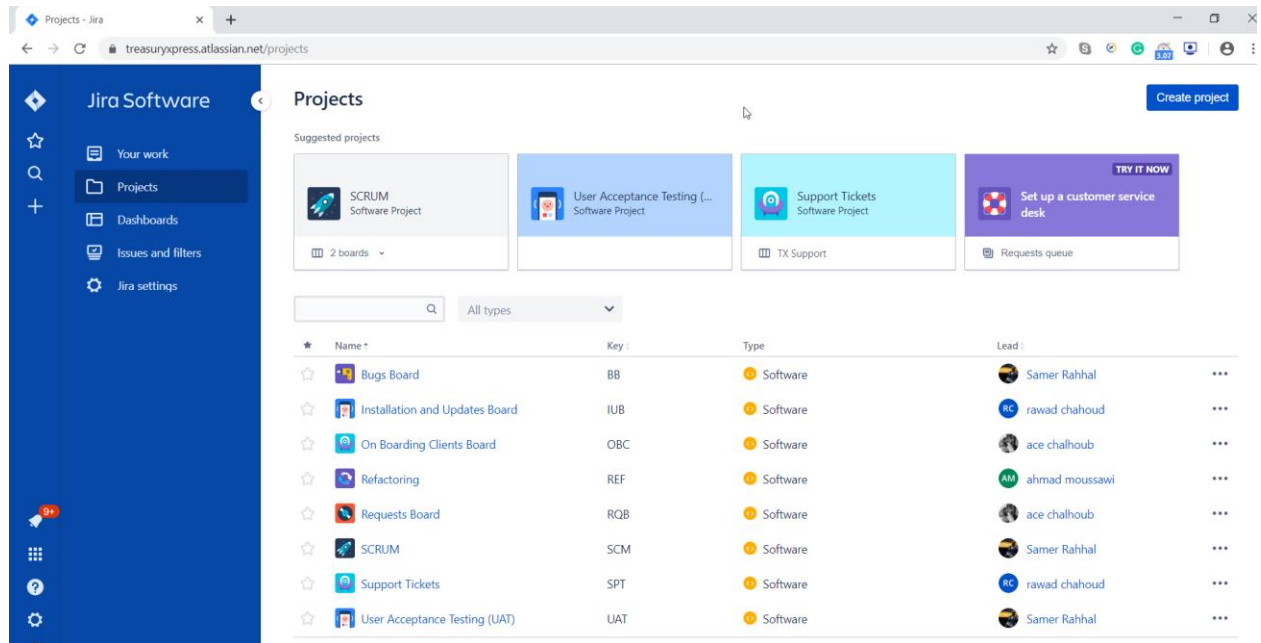 Projects - Jira
treasuryxpress.atlassian.net/projects
3.07
Jira Software
Projects
Create project
Your work
Projects
Dashboards
Issues and filters
Jira settings
9+
Suggested projects
SCRUM
Software Project
2 boards
User Acceptance Testing (...
Software Project
Support Tickets
Software Project
TX Support
TRY IT NOW
Set up a customer service
desk
Requests queue
All types
Name Key Type Lead
Bugs Board BB Software Samer Rahhal
Installation and Updates Board IUB Software RC rawad chahoud
On Boarding Clients Board OBC Software ace chalhoub
Refactoring REF Software AM ahmad moussawi
Requests Board RQB Software ace chalhoub
SCRUM SCM Software Samer Rahhal
Support Tickets SPT Software RC rawad chahoud
User Acceptance Testing (UAT) UAT Software Samer Rahhal